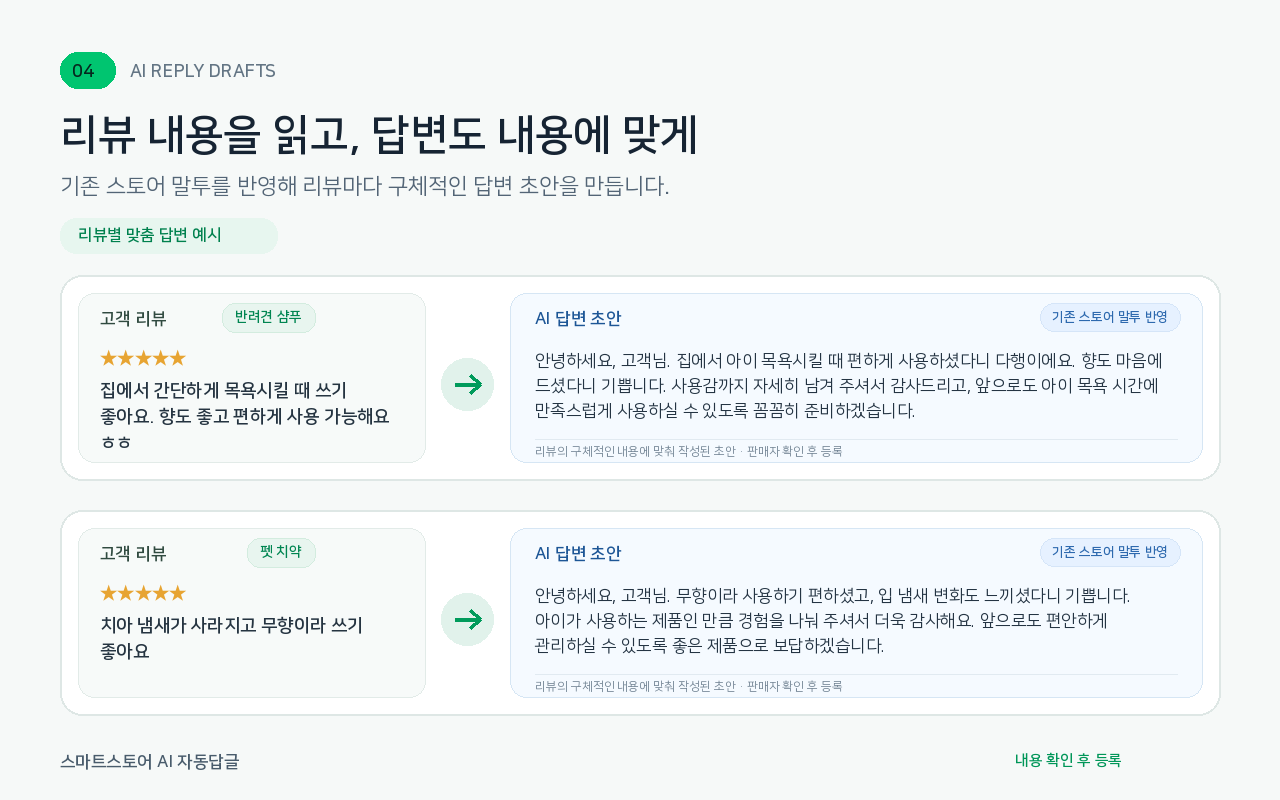 04 AI REPLY DRAFTS
리뷰 내용을 읽고, 답변도 내용에 맞게
기존 스토어 말투를 반영해 리뷰마다 구체적인 답변 초안을 만듭니다.
리뷰별 맞춤 답변 예시
고객 리뷰 반려견 샴푸
★★★★★
집에서 간단하게 목욕시킬 때 쓰기
좋아요. 향도 좋고 편하게 사용 가능해요
ㅎㅎ
AI 답변 초안 기존 스토어 말투 반영
안녕하세요, 고객님. 집에서 아이 목욕시킬 때 편하게 사용하셨다니 다행이에요. 향도 마음에
드셨다니 기쁩니다. 사용감까지 자세히 남겨 주셔서 감사드리고, 앞으로도 아이 목욕 시간에
만족스럽게 사용하실 수 있도록 꼼꼼히 준비하겠습니다.
리뷰의 구체적인 내용에 맞춰 작성된 초안 · 판매자 확인 후 등록
고객 리뷰 펫 치약
★★★★★
치아 냄새가 사라지고 무향이라 쓰기
좋아요
AI 답변 초안 기존 스토어 말투 반영
안녕하세요, 고객님. 무향이라 사용하기 편하셨고, 입 냄새 변화도 느끼셨다니 기쁩니다.
아이가 사용하는 제품인 만큼 경험을 나눠 주셔서 더욱 감사해요. 앞으로도 편안하게
관리하실 수 있도록 좋은 제품으로 보답하겠습니다.
리뷰의 구체적인 내용에 맞춰 작성된 초안 · 판매자 확인 후 등록
스마트스토어 AI 자동답글
내용 확인 후 등록